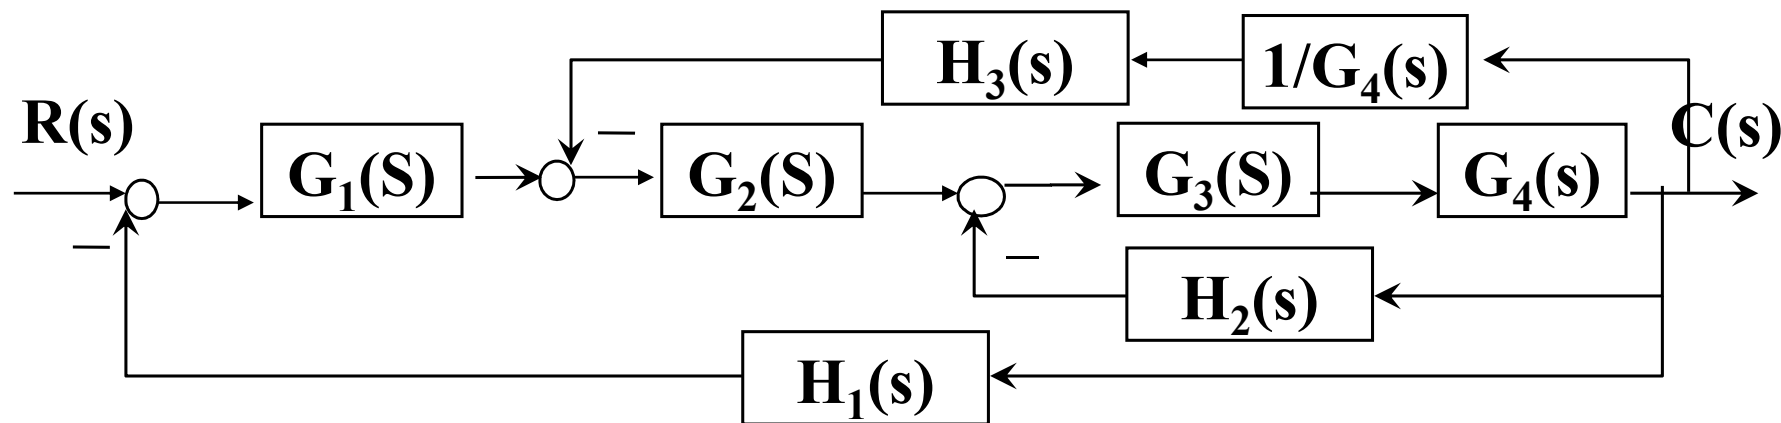 H₃(s)
1/G₄(s)
R(s)
C(s)
G₁(S)
–
G₂(S)
G₃(S)
G₄(s)
–
–
H₂(s)
H₁(s)